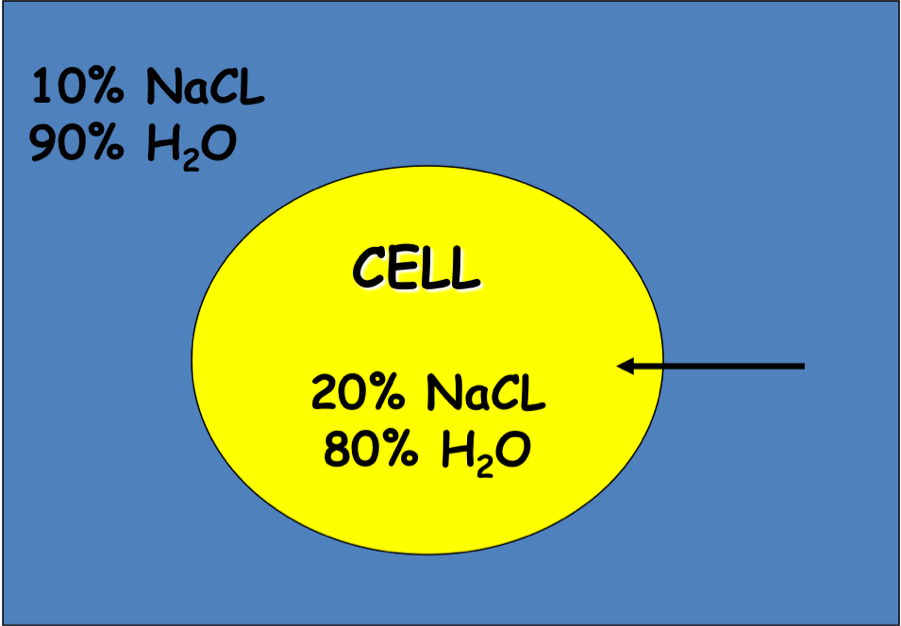 10% NaCL
90% H₂O
CELL
20% NaCL
80% H₂O